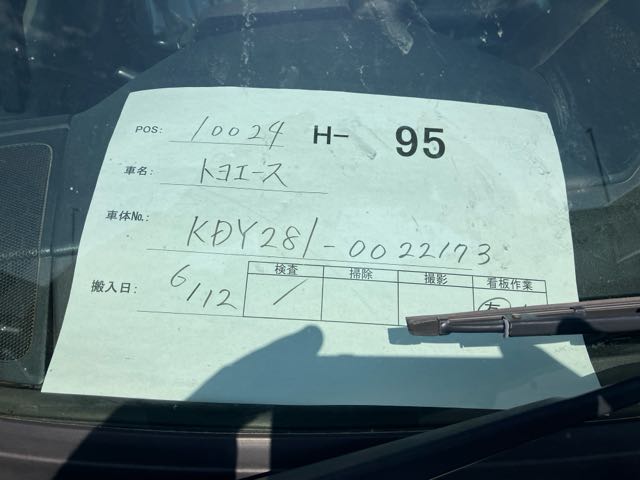 POS: 10024 H- 95
車名: トヨエース
車体No.: KDY281-0022173
搬入日: 6/12
検査 掃除 撮影 看板作業
/